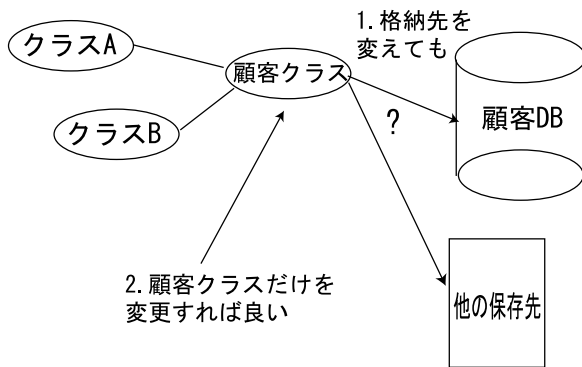 クラスA
顧客クラス
クラスB
1.格納先を
変えても
?
顧客DB
2.顧客クラスだけを
変更すれば良い
他の保存先